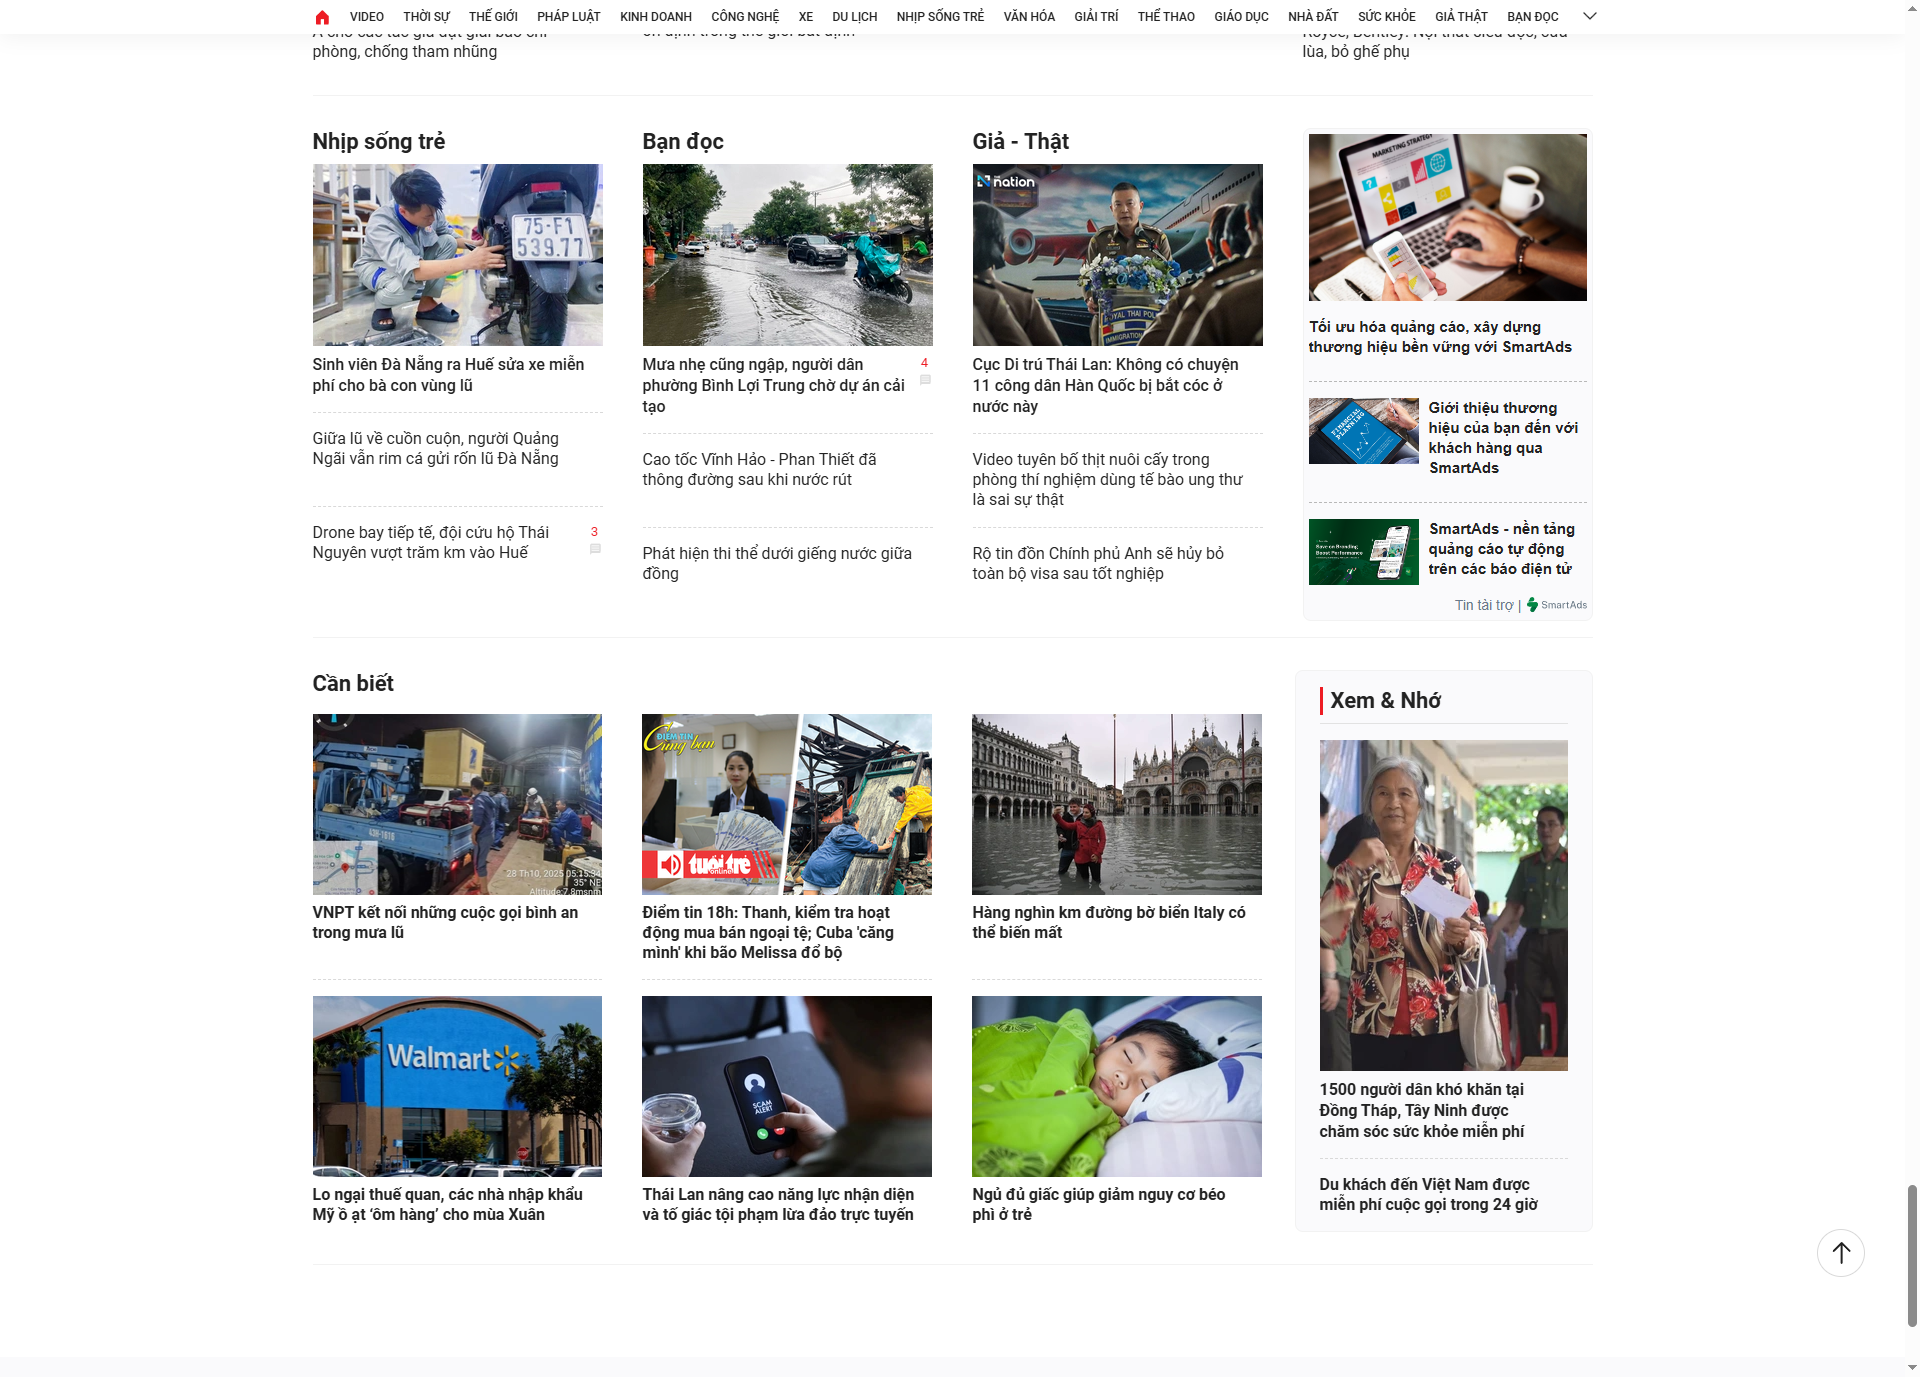 VIDEO THỜI SỰ THẾ GIỚI PHÁP LUẬT KINH DOANH CÔNG NGHỆ XE DU LỊCH NHỊP SỐNG TRẺ VĂN HÓA GIẢI TRÍ THỂ THAO GIÁO DỤC NHÀ ĐẤT SỨC KHỎE GIẢ THẬT BẠN ĐỌC
phòng, chống tham nhũng
lùa, bỏ ghế phụ
Nhịp sống trẻ
75-F1
539.77
Sinh viên Đà Nẵng ra Huế sửa xe miễn
phí cho bà con vùng lũ
Giữa lũ về cuồn cuộn, người Quảng
Ngãi vẫn rim cá gửi rốn lũ Đà Nẵng
Drone bay tiếp tế, đội cứu hộ Thái
Nguyên vượt trăm km vào Huế
3
Bạn đọc
Mưa nhẹ cũng ngập, người dân
phường Bình Lợi Trung chờ dự án cải
tạo
4
Cao tốc Vĩnh Hảo - Phan Thiết đã
thông đường sau khi nước rút
Phát hiện thi thể dưới giếng nước giữa
đồng
Giả - Thật
nation
ROYAL THAI POL
IMMIGRATION
Cục Di trú Thái Lan: Không có chuyện
11 công dân Hàn Quốc bị bắt cóc ở
nước này
Video tuyên bố thịt nuôi cấy trong
phòng thí nghiệm dùng tế bào ung thư
là sai sự thật
Rộ tin đồn Chính phủ Anh sẽ hủy bỏ
toàn bộ visa sau tốt nghiệp
MARKETING STRATEGY
Tối ưu hóa quảng cáo, xây dựng
thương hiệu bền vững với SmartAds
FINANCIAL
PLANNING
Giới thiệu thương
hiệu của bạn đến với
khách hàng qua
SmartAds
Save on Branding
Boost Performance
SmartAds - nền tảng
quảng cáo tự động
trên các báo điện tử
Tin tài trợ | SmartAds
Cần biết
28 Th10, 2025 05:15:34
35° NE
Altitude:7.8msnm
VNPT kết nối những cuộc gọi bình an
trong mưa lũ
ĐIỂM TIN
Cùng bạn
tuổi trẻ
online
Điểm tin 18h: Thanh, kiểm tra hoạt
động mua bán ngoại tệ; Cuba 'căng
mình' khi bão Melissa đổ bộ
Hàng nghìn km đường bờ biển Italy có
thể biến mất
Walmart
Lo ngại thuế quan, các nhà nhập khẩu
Mỹ ồ ạt ‘ôm hàng’ cho mùa Xuân
SCAM
ALERT
Thái Lan nâng cao năng lực nhận diện
và tố giác tội phạm lừa đảo trực tuyến
Ngủ đủ giấc giúp giảm nguy cơ béo
phì ở trẻ
Xem & Nhớ
1500 người dân khó khăn tại
Đồng Tháp, Tây Ninh được
chăm sóc sức khỏe miễn phí
Du khách đến Việt Nam được
miễn phí cuộc gọi trong 24 giờ